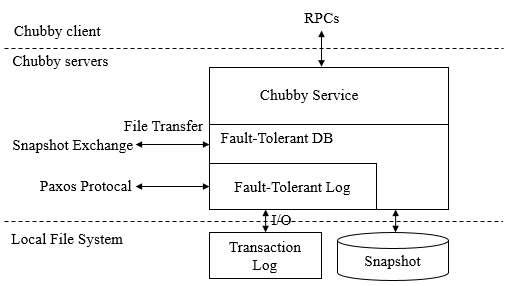 RPCs
Chubby client
Chubby servers
Chubby Service
File Transfer
Fault-Tolerant DB
Snapshot Exchange
Paxos Protocal
Fault-Tolerant Log
I/O
Local File System
Transaction
Log
Snapshot